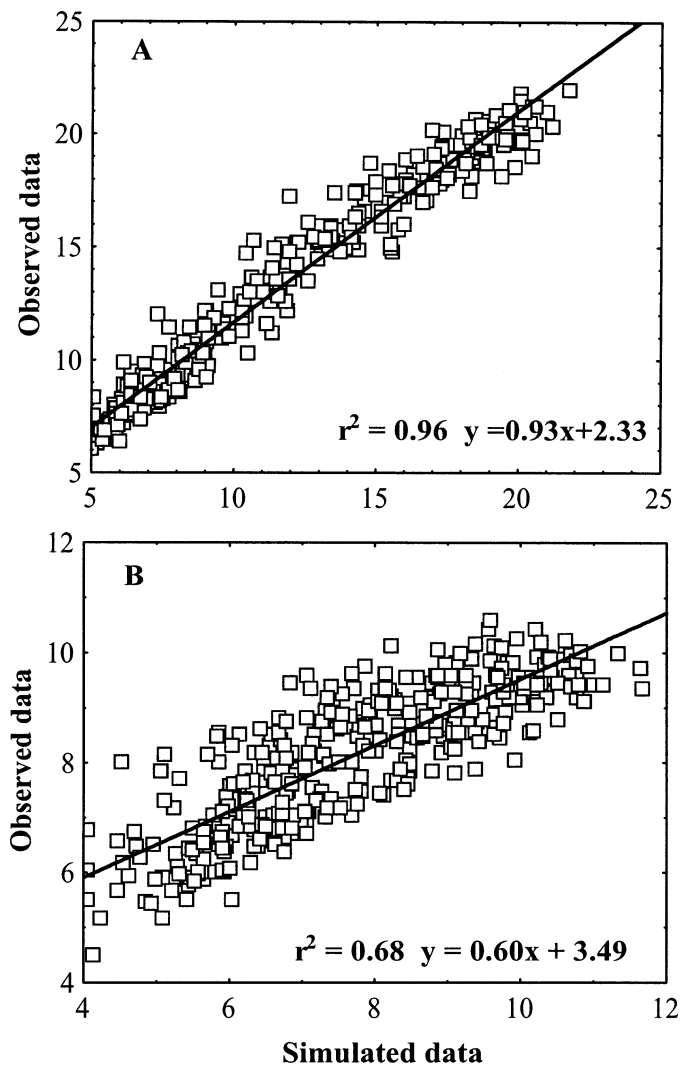 25
A
20
Observed data
15
10
r² = 0.96 y =0.93x+2.33
5
5 10 15 20 25
12
B
10
Observed data
8
6
r² = 0.68 y = 0.60x + 3.49
4
4 6 8 10 12
Simulated data